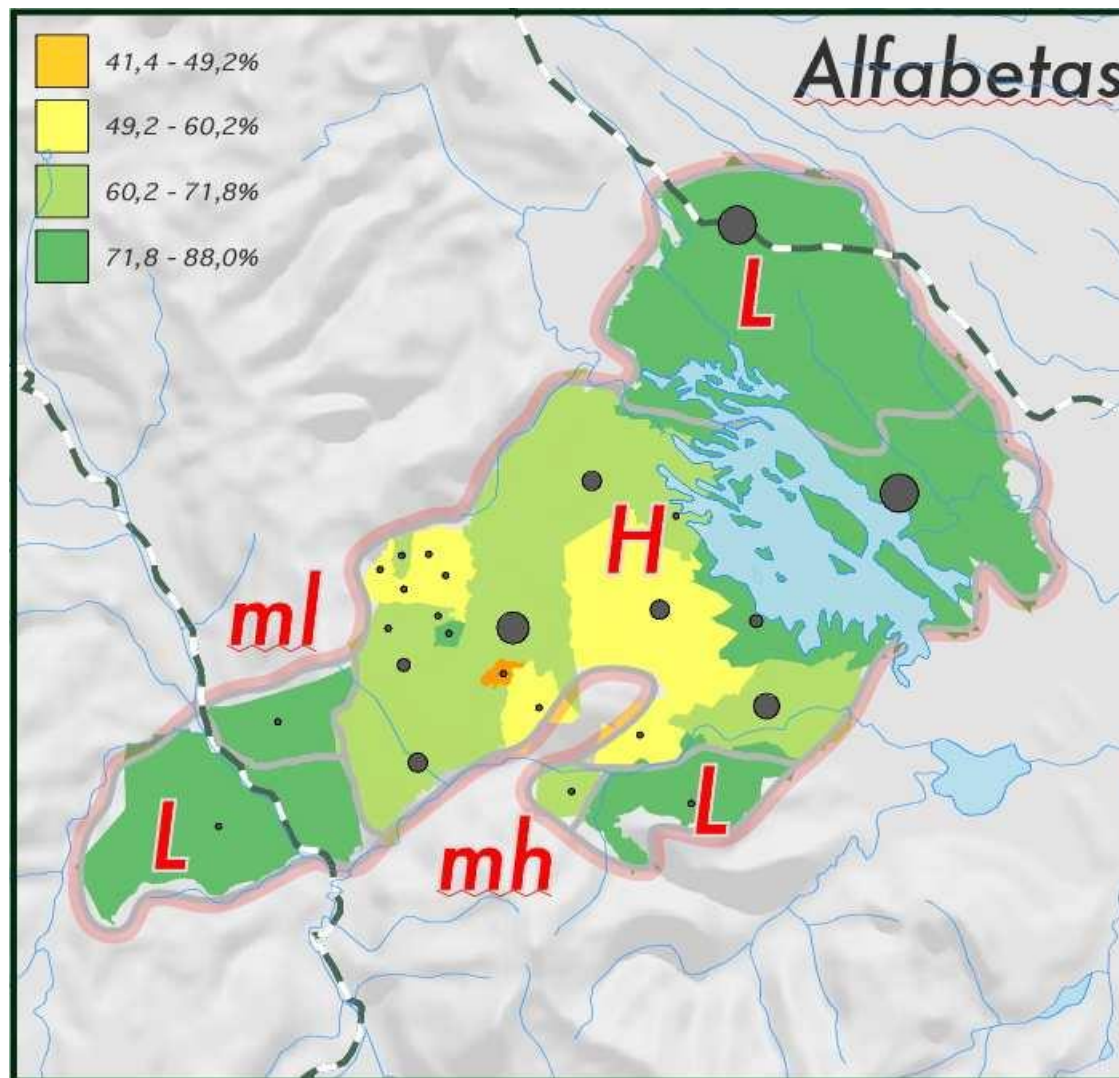 Alfabetas
41,4 - 49,2%
49,2 - 60,2%
60,2 - 71,8%
71,8 - 88,0%
L
H
ml
L
L
mh